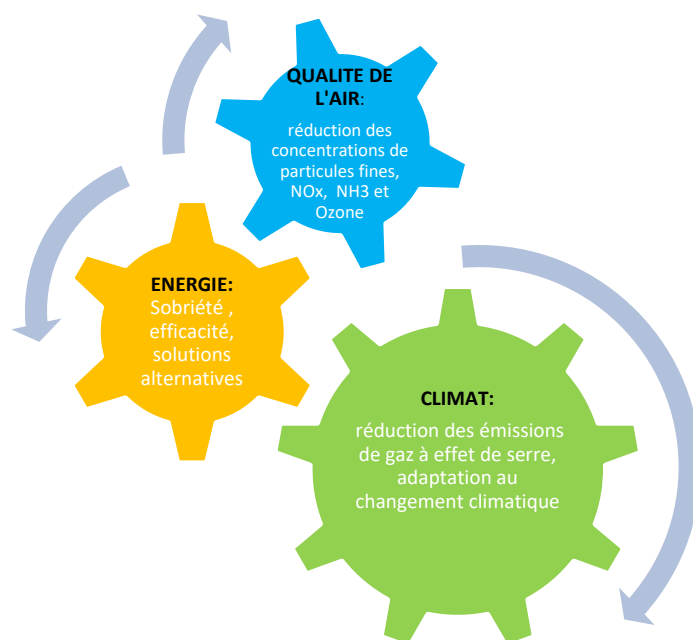 QUALITE DE
L'AIR:
réduction des
concentrations de
particules fines,
NOx, NH3 et
Ozone
ENERGIE:
Sobriété ,
efficacité,
solutions
alternatives
CLIMAT:
réduction des émissions
de gaz à effet de serre,
adaptation au
changement climatique